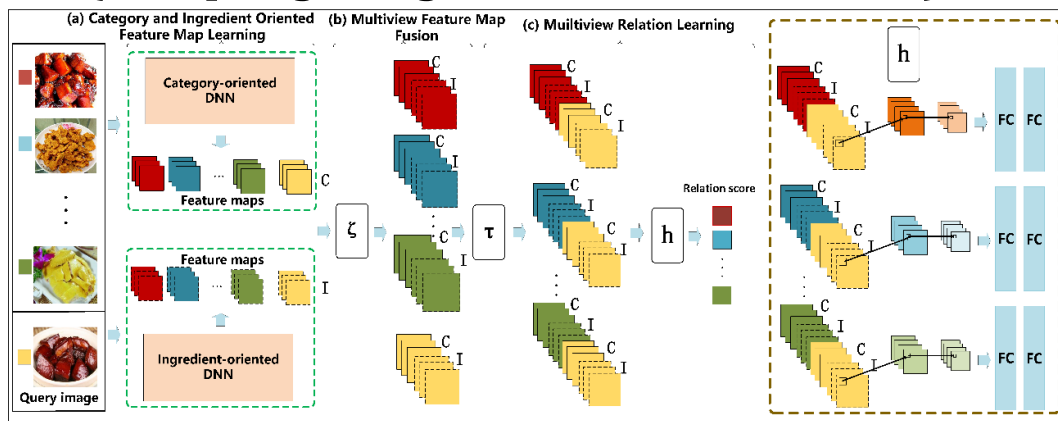 (a) Category and Ingredient Oriented
Feature Map Learning
(b) Multiview Feature Map
Fusion
(c) Muiltiview Relation Learning
Category-oriented
DNN
C
Feature maps
Feature maps
I
Ingredient-oriented
DNN
Query image
ζ
C
I
C
I
C
I
C
I
τ
C
I
C
I
C
I
h
Relation score
h
C
I
FC
FC
C
I
FC
FC
C
I
FC
FC